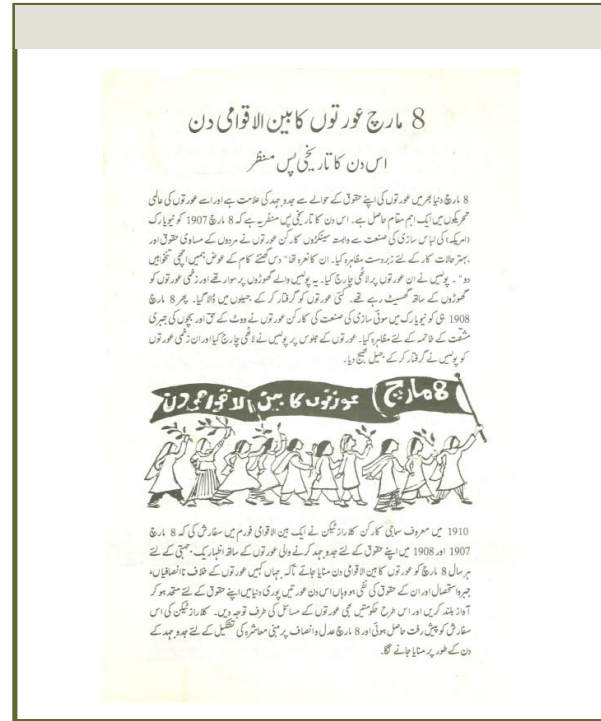 8 مارچ عورتوں کا بین الاقوامی دن
اس دن کا تاریخی پس منظر
8 مارچ دنیا بھر میں عورتوں کی اپنے حقوق کے حوالے سے جدوجہد کی علامت ہے اور اسے عورتوں کی عالمی
تحریکوں میں ایک اہم مقام حاصل ہے۔ اس دن کا تاریخی پس منظر یہ ہے کہ 8 مارچ 1907 کو نیویارک
(امریکہ) کی لباس سازی کی صنعت سے وابستہ سینکڑوں کارکن عورتوں نے مردوں کے مساوی حقوق اور
بہتر حالات کار کے لئے زبردست مظاہرہ کیا۔ ان کا نعرہ تھا "دس گھنٹے کام کے عوض ہمیں اچھی تنخواہیں
دو"۔ پولیس نے ان عورتوں پر لاٹھی چارج کیا۔ یہ پولیس والے گھوڑوں پر سوار تھے اور زخمی عورتوں کو
گھوڑوں کے ساتھ گھسیٹ رہے تھے۔ کئی عورتوں کو گرفتار کر کے جیلوں میں ڈالا گیا۔ پھر 8 مارچ
1908 ہی کو نیویارک میں سوئی سازی کی صنعت کی کارکن عورتوں نے ووٹ کے حق اور بچوں کی جبری
مشقت کے خاتمہ کے لئے مظاہرہ کیا۔ عورتوں کے جلوس پر پولیس نے لاٹھی چارج کیا اور ان زخمی عورتوں
کو پولیس نے گرفتار کر کے جیل بھیج دیا۔
8 مارچ عورتوں کا بین الاقوامی دن
1910 میں معروف سماجی کارکن کلارازٹیکن نے ایک بین الاقوامی فورم میں سفارش کی کہ 8 مارچ
1907 اور 1908 میں اپنے حقوق کے لئے جدوجہد کرنے والی عورتوں کے ساتھ اظہار یک جہتی کے لئے
ہر سال 8 مارچ کو عورتوں کا بین الاقوامی دن منایا جائے تاکہ جہاں کہیں عورتوں کے خلاف ناانصافیاں،
جبر واستحصال اور ان کے حقوق کی نفی ہو وہاں اس دن عورتیں پوری دنیا میں اپنے حقوق کے لئے متحد ہو کر
آواز بلند کریں اور اس طرح حکومتیں بھی عورتوں کے مسائل کی طرف توجہ دیں۔ کلارازٹیکن کی اس
سفارش کو پیش رفت حاصل ہوئی اور 8 مارچ عدل وانصاف پر مبنی معاشرہ کی تشکیل کے لئے جدوجہد کے
دن کے طور پر منایا جانے لگا۔